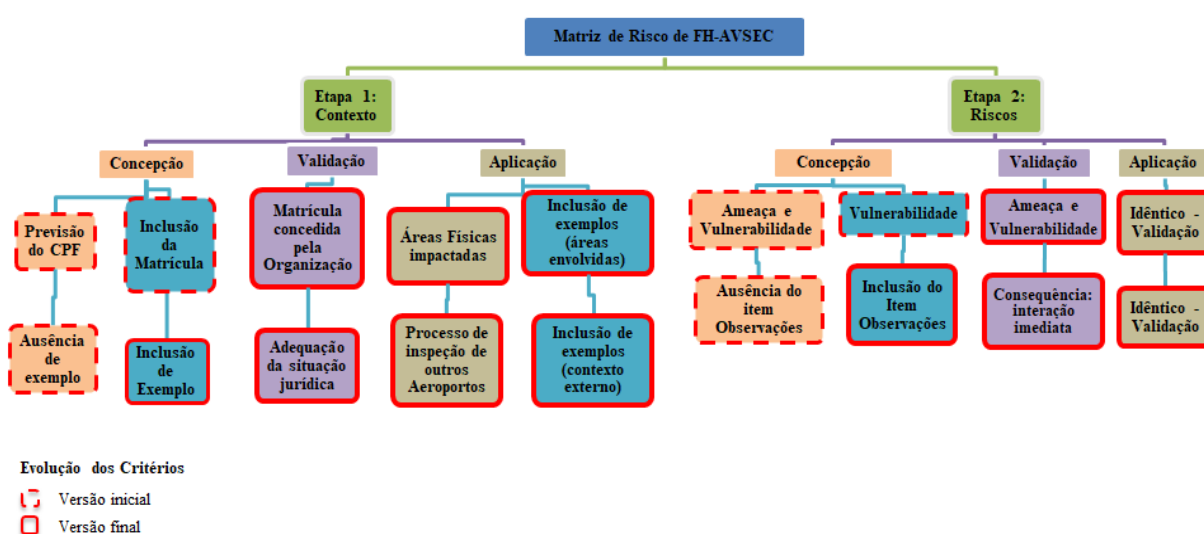 Matriz de Risco de FH-AVSEC
Etapa 1:
Contexto
Etapa 2:
Riscos
Concepção
Validação
Aplicação
Concepção
Validação
Aplicação
Previsão
do CPF
Inclusão
da
Matrícula
Matrícula
concedida
pela
Organização
Áreas Físicas
impactadas
Inclusão de
exemplos
(áreas
envolvidas)
Ameaça e
Vulnerabilidade
Vulnerabilidade
Ameaça e
Vulnerabilidade
Idêntico -
Validação
Ausência
de
exemplo
Inclusão
de
Exemplo
Adequação
da situação
jurídica
Processo de
inspeção de
outros
Aeroportos
Inclusão de
exemplos
(contexto
externo)
Ausência do
item
Observações
Inclusão do
Item
Observações
Consequência:
interação
imediata
Idêntico -
Validação
Evolução dos Critérios
Versão inicial
Versão final